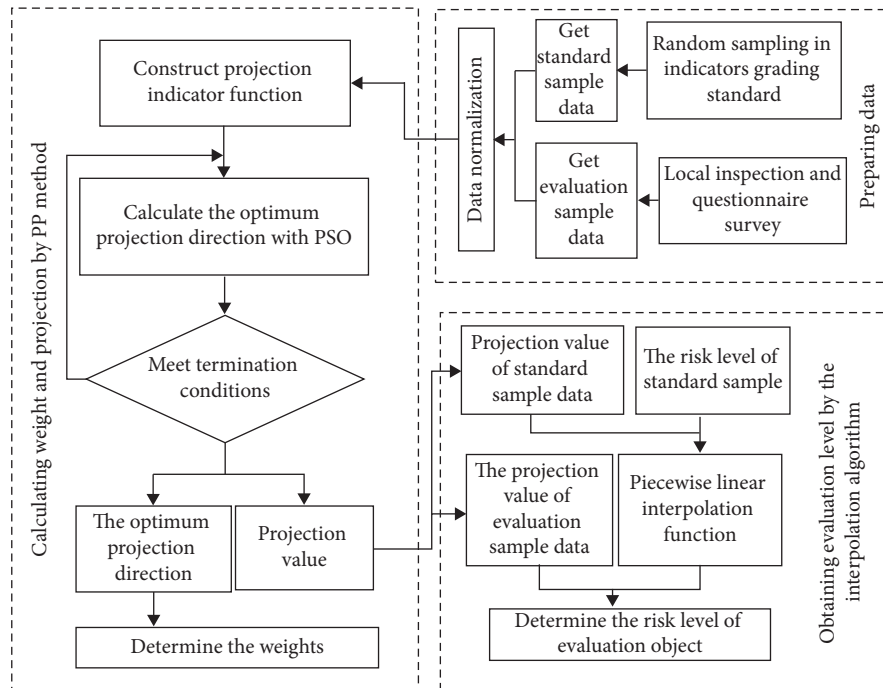 Calculating weight and projection by PP method
Construct projection
indicator function
Calculate the optimum
projection direction with PSO
Meet termination
conditions
The optimum
projection
direction
Projection
value
Determine the weights
Data normalization
Get
standard
sample
data
Random sampling in
indicators grading
standard
Get
evaluation
sample
data
Local inspection and
questionnaire
survey
Preparing data
Projection value
of standard
sample data
The risk level of
standard sample
The projection
value of
evaluation
sample data
Piecewise linear
interpolation
function
Determine the risk level of
evaluation object
Obtaining evaluation level by the
interpolation algorithm